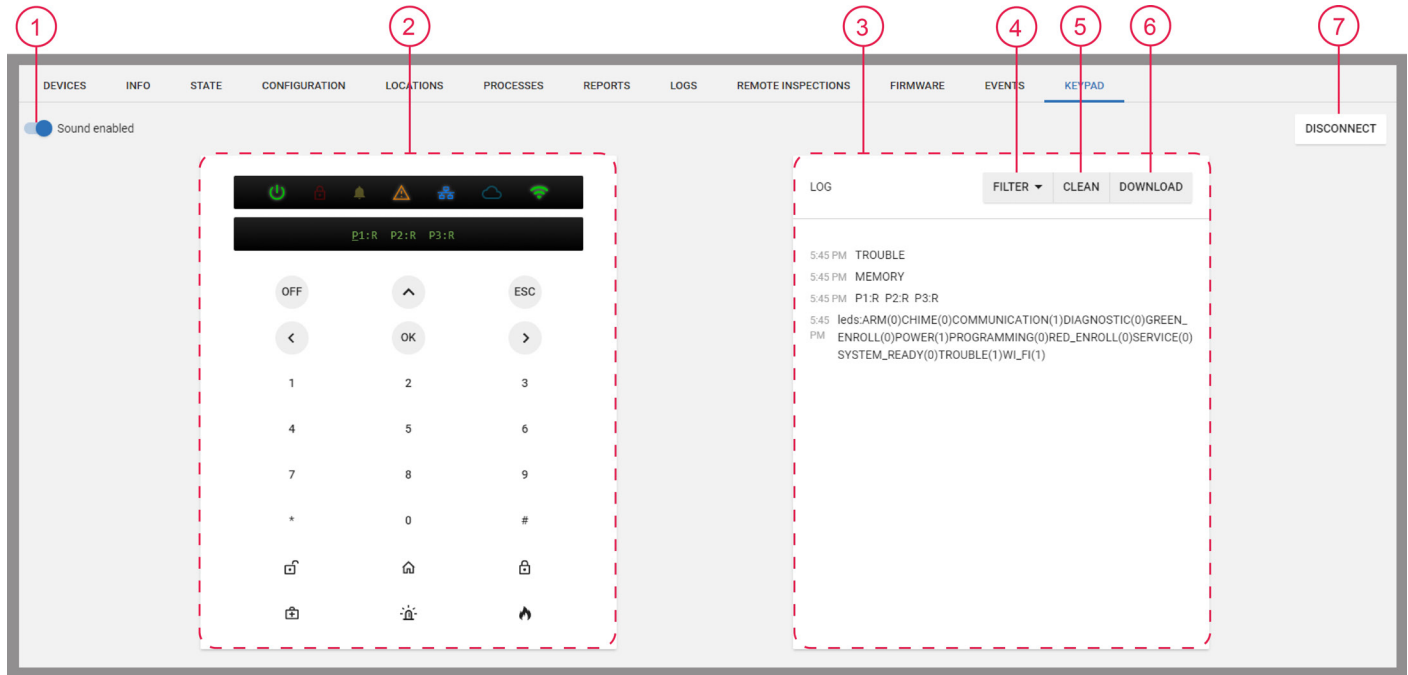 1 2 3 4 5 6 7
DEVICES INFO STATE CONFIGURATION LOCATIONS PROCESSES REPORTS LOGS REMOTE INSPECTIONS FIRMWARE EVENTS KEYPAD
Sound enabled
DISCONNECT
P1:R P2:R P3:R
OFF ESC
OK
1 2 3
4 5 6
7 8 9
* 0 #
LOG FILTER CLEAN DOWNLOAD
5:45 PM TROUBLE
5:45 PM MEMORY
5:45 PM P1:R P2:R P3:R
5:45 leds:ARM(0)CHIME(0)COMMUNICATION(1)DIAGNOSTIC(0)GREEN_
PM ENROLL(0)POWER(1)PROGRAMMING(0)RED_ENROLL(0)SERVICE(0)
SYSTEM_READY(0)TROUBLE(1)WI_FI(1)